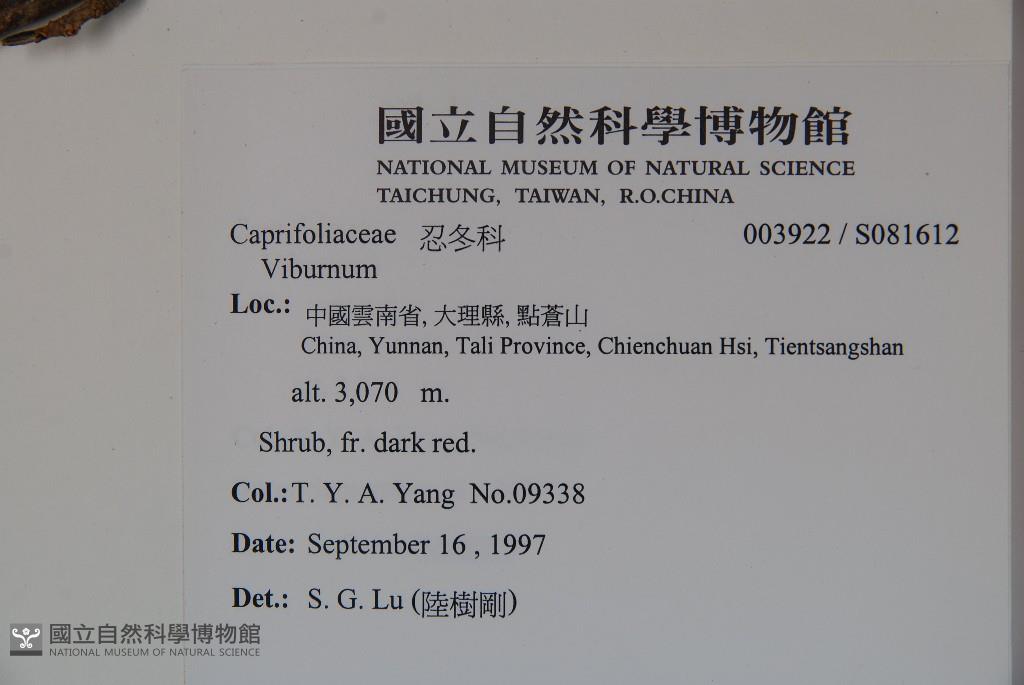 國立自然科學博物館
NATIONAL MUSEUM OF NATURAL SCIENCE
TAICHUNG, TAIWAN, R.O.CHINA
Caprifoliaceae 忍冬科 003922 / S081612
Viburnum
Loc.: 中國雲南省, 大理縣, 點蒼山
China, Yunnan, Tali Province, Chienchuan Hsi, Tientsangshan
alt. 3,070 m.
Shrub, fr. dark red.
Col.: T. Y. A. Yang No.09338
Date: September 16 , 1997
Det.: S. G. Lu (陸樹剛)
國立自然科學博物館
NATIONAL MUSEUM OF NATURAL SCIENCE